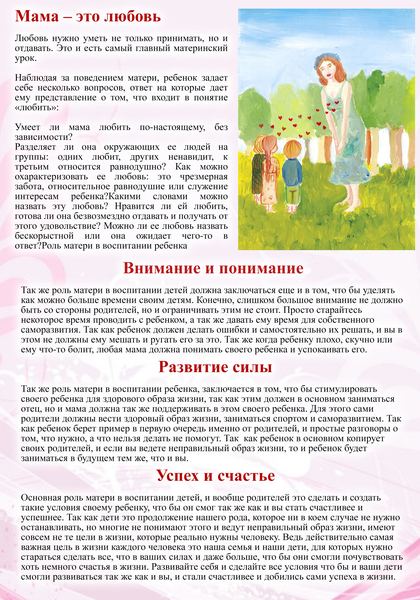 Мама – это любовь
Любовь нужно уметь не только принимать, но и
отдавать. Это и есть самый главный материнский
урок.
Наблюдая за поведением матери, ребенок задает
себе несколько вопросов, ответ на которые дает
ему представление о том, что входит в понятие
«любить»:
Умеет ли мама любить по-настоящему, без
зависимости?
Разделяет ли она окружающих ее людей на
группы: одних любит, других ненавидит, к
третьим относится равнодушно? Как можно
охарактеризовать ее любовь: это чрезмерная
забота, относительное равнодушие или служение
интересам ребенка?Какими словами можно
назвать эту любовь? Нравится ли ей любить,
готова ли она безвозмездно отдавать и получать от
этого удовольствие? Можно ли ее любовь назвать
бескорыстной или она ожидает чего-то в
ответ?Роль матери в воспитании ребенка
Внимание и понимание
Так же роль матери в воспитании детей должна заключаться еще и в том, что бы уделять
как можно больше времени своим детям. Конечно, слишком большое внимание не должно
быть со стороны родителей, но и ограничивать этим не стоит. Просто старайтесь
некоторое время проводить с ребенком, а так же давать ему время для собственного
саморазвития. Так как ребенок должен делать ошибки и самостоятельно их решать, и вы в
этом не должны ему мешать и ругать его за это. Так же когда ребенку плохо, скучно или
ему что-то болит, любая мама должна понимать своего ребенка и успокаивать его.
Развитие силы
Так же роль матери в воспитании ребенка, заключается в том, что бы стимулировать
своего ребенка для здорового образа жизни, так как этим должен в основном заниматься
отец, но и мама должна так же поддерживать в этом своего ребенка. Для этого сами
родители должны вести здоровый образ жизни, заниматься спортом и саморазвитием. Так
как ребенок берет пример в первую очередь именно от родителей, и простые разговоры о
том, что нужно, а что нельзя делать не помогут. Так как ребенок в основном копирует
своих родителей, и если вы ведете неправильный образ жизни, то и ребенок будет
заниматься в будущем тем же, что и вы.
Успех и счастье
Основная роль матери в воспитании детей, и вообще родителей это сделать и создать
такие условия своему ребенку, что бы он смог так же как и вы стать счастливее и
успешнее. Так как дети это продолжение нашего рода, которое ни в коем случае не нужно
останавливать, но многие не понимают этого и ведут неправильный образ жизни, имеют
совсем не те цели в жизни, которые реально нужны человеку. Ведь действительно самая
важная цель в жизни каждого человека это наша семья и наши дети, для которых нужно
стараться сделать все, что в ваших силах и даже больше, что бы они смогли почувствовать
хоть немного счастья в жизни. Развивайте себя и сделайте все условия что бы и ваши дети
смогли развиваться так же как и вы, и стали счастливее и добились сами успеха в жизни.